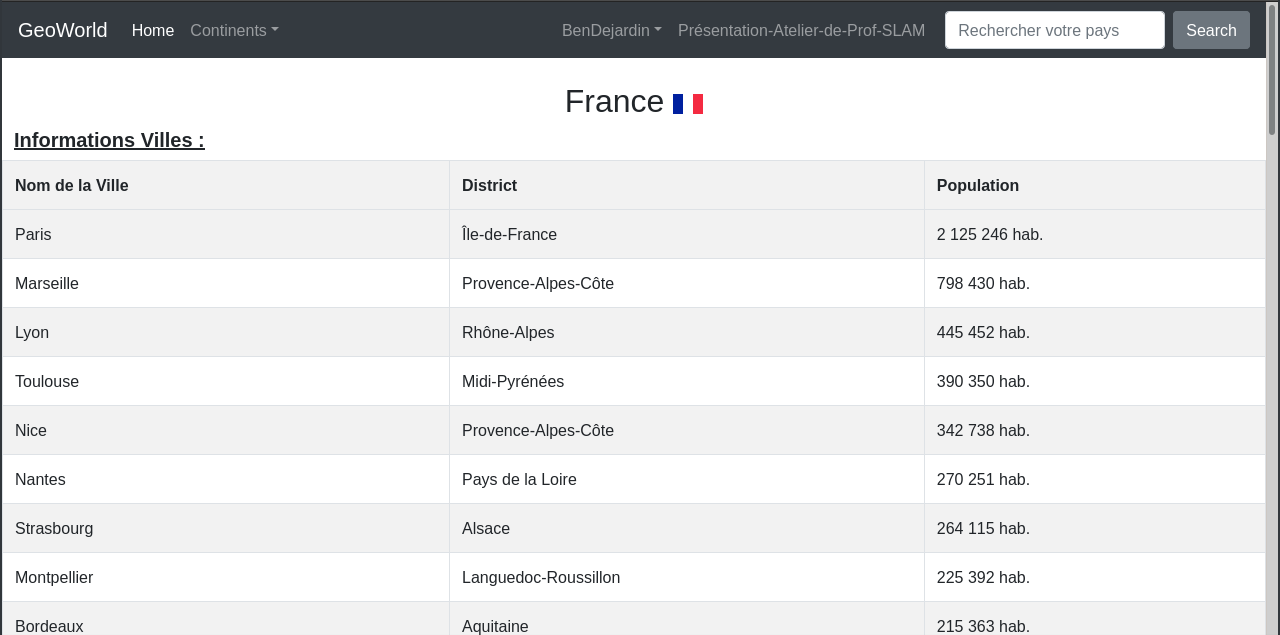 GeoWorld Home Continents BenDejardin Présentation-Atelier-de-Prof-SLAM Rechercher votre pays Search
France
Informations Villes :
Nom de la Ville District Population
Paris Île-de-France 2 125 246 hab.
Marseille Provence-Alpes-Côte 798 430 hab.
Lyon Rhône-Alpes 445 452 hab.
Toulouse Midi-Pyrénées 390 350 hab.
Nice Provence-Alpes-Côte 342 738 hab.
Nantes Pays de la Loire 270 251 hab.
Strasbourg Alsace 264 115 hab.
Montpellier Languedoc-Roussillon 225 392 hab.
Bordeaux Aquitaine 215 363 hab.